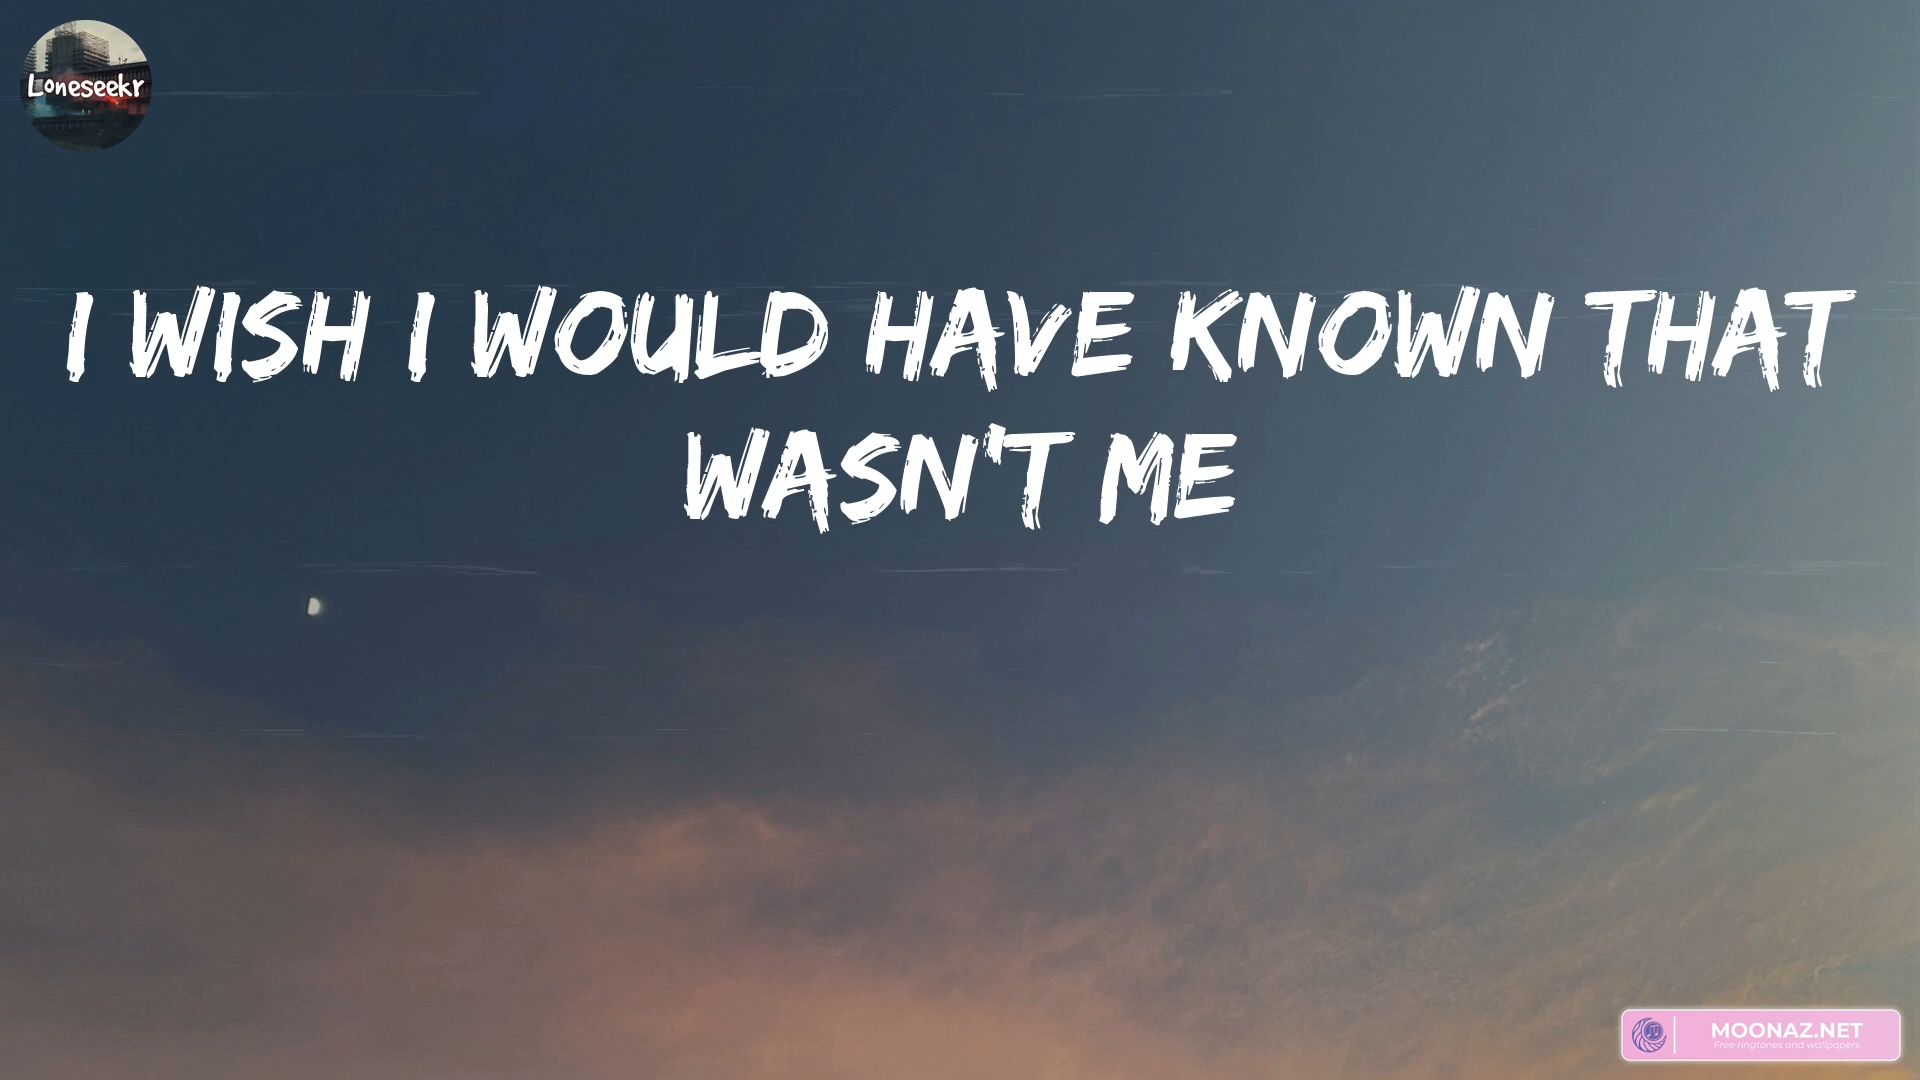 Loneseekr
I WISH I WOULD HAVE KNOWN THAT
WASN'T ME
MOONAZ.NET
Free ringtones and wallpapers